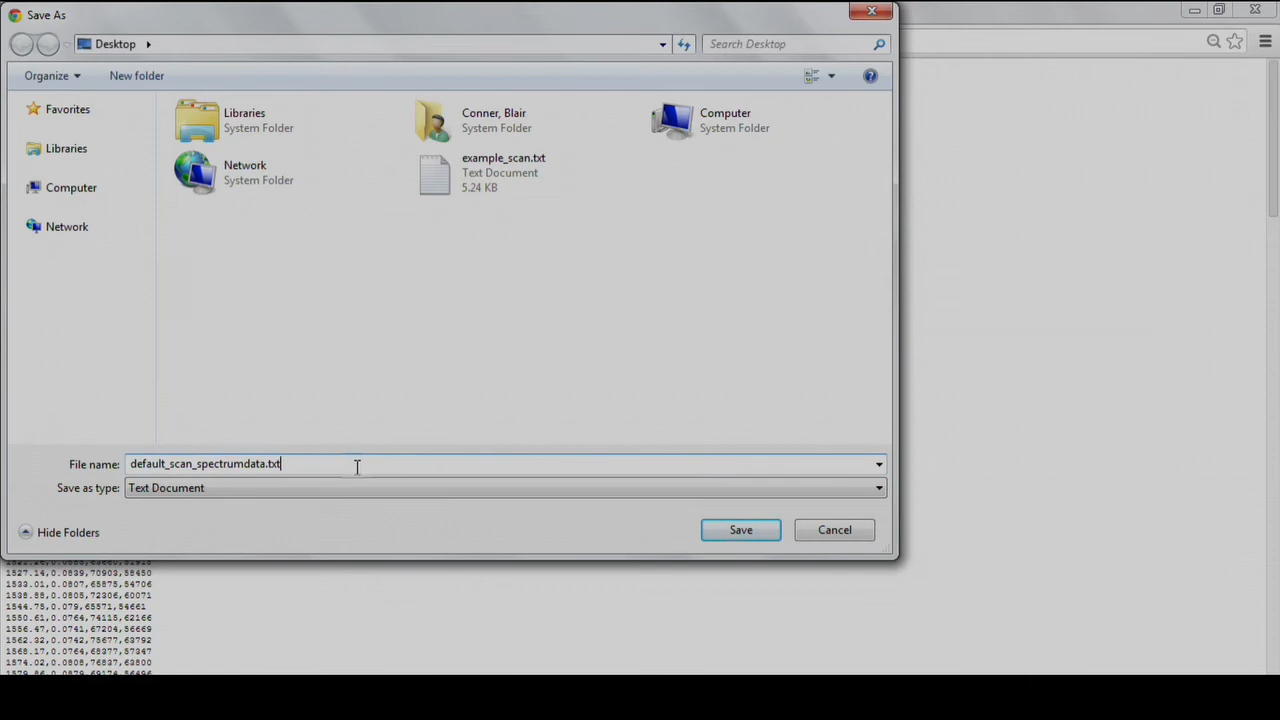 Save As
Desktop
Search Desktop
Organize
New folder
Favorites
Libraries
Computer
Network
Libraries
System Folder
Conner, Blair
System Folder
Computer
System Folder
Network
System Folder
example_scan.txt
Text Document
5.24 KB
File name: default_scan_spectrumdata.txt
Save as type: Text Document
Hide Folders
Save
Cancel
1527.14,0.0839,70903,58450
1533.01,0.0807,65875,54706
1538.88,0.0805,72306,60071
1544.75,0.079,65571,54661
1550.61,0.0764,74115,62166
1556.47,0.0741,67204,56669
1562.32,0.0742,75677,63792
1568.17,0.0764,68377,57347
1574.02,0.0808,76837,63800